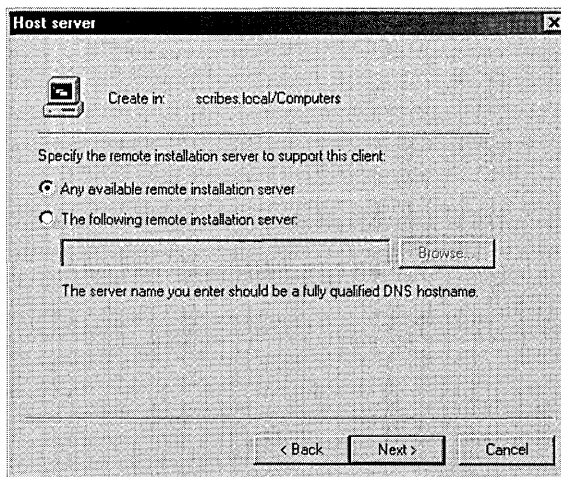 Host server
Create in: scribes.local/Computers
Specify the remote installation server to support this client:
Any available remote installation server
The following remote installation server:
Browse...
The server name you enter should be a fully qualified DNS hostname.
< Back Next > Cancel